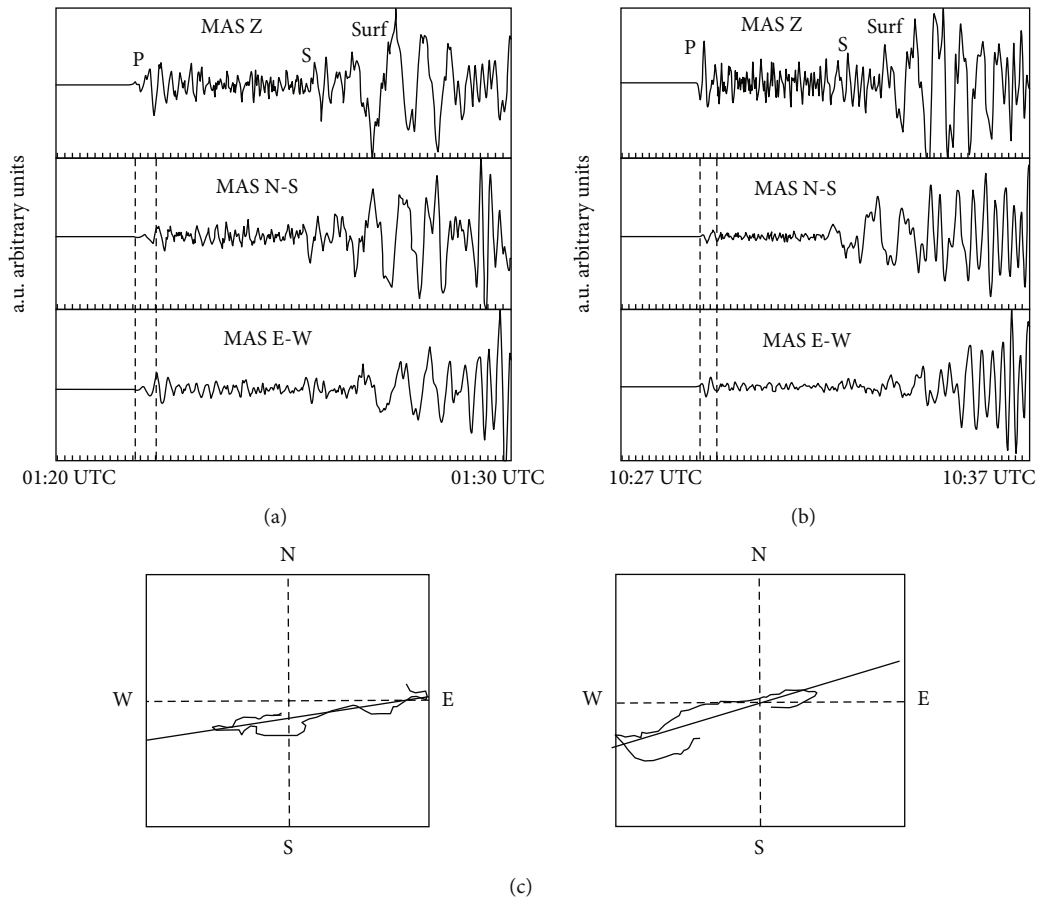 MAS Z
P
S
Surf
MAS N-S
MAS E-W
a.u. arbitrary units
01:20 UTC
01:30 UTC
(a)
MAS Z
P
S
Surf
MAS N-S
MAS E-W
a.u. arbitrary units
10:27 UTC
10:37 UTC
(b)
N
W
E
S
N
W
E
S
(c)